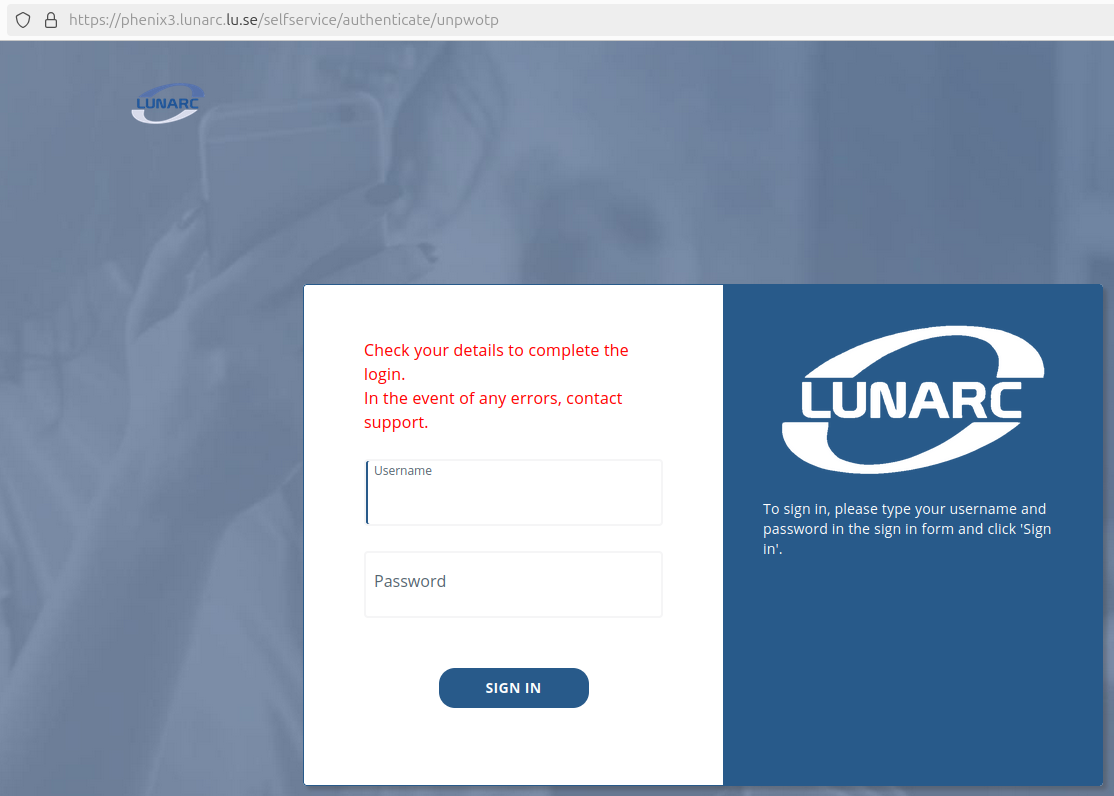 https://phenix3.lunarc.lu.se/selfservice/authenticate/unpwotp
LUNARC
Check your details to complete the
login.
In the event of any errors, contact
support.
Username
Password
SIGN IN
LUNARC
To sign in, please type your username and
password in the sign in form and click 'Sign
in'.